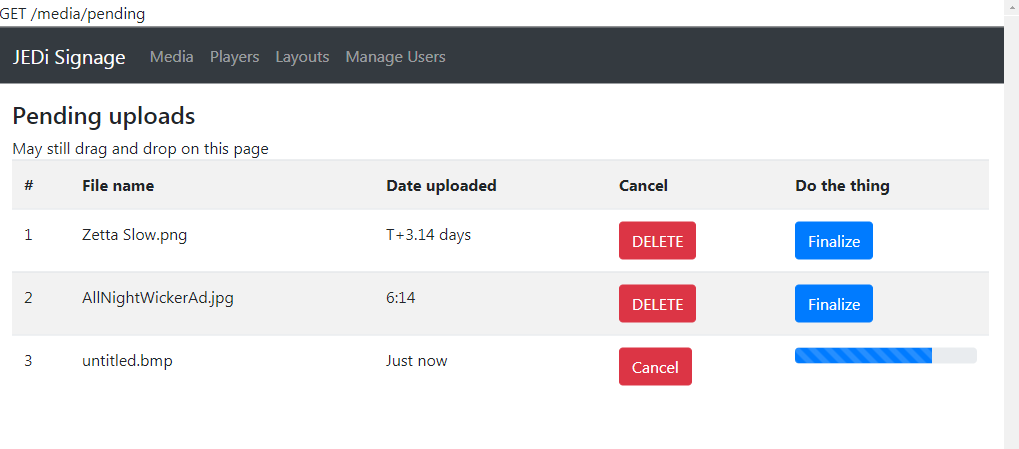 GET /media/pending
JEDi Signage Media Players Layouts Manage Users
Pending uploads
May still drag and drop on this page
# File name Date uploaded Cancel Do the thing
1 Zetta Slow.png T+3.14 days DELETE Finalize
2 AllNightWickerAd.jpg 6:14 DELETE Finalize
3 untitled.bmp Just now Cancel